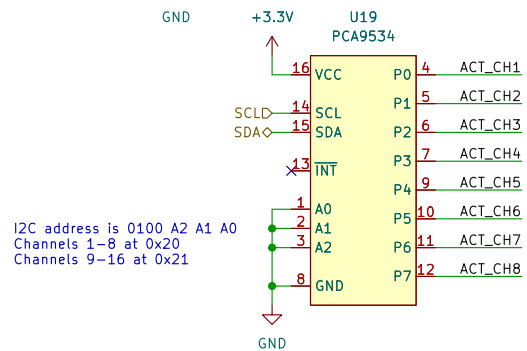 GND
+3.3V
U19
PCA9534
16 VCC
P0 4 ACT_CH1
P1 5 ACT_CH2
14 SCL
SCL
P2 6 ACT_CH3
15 SDA
SDA
P3 7 ACT_CH4
13 INT
P4 9 ACT_CH5
1 A0
P5 10 ACT_CH6
2 A1
I2C address is 0100 A2 A1 A0
P6 11 ACT_CH7
3 A2
Channels 1-8 at 0x20
Channels 9-16 at 0x21
P7 12 ACT_CH8
8 GND
GND